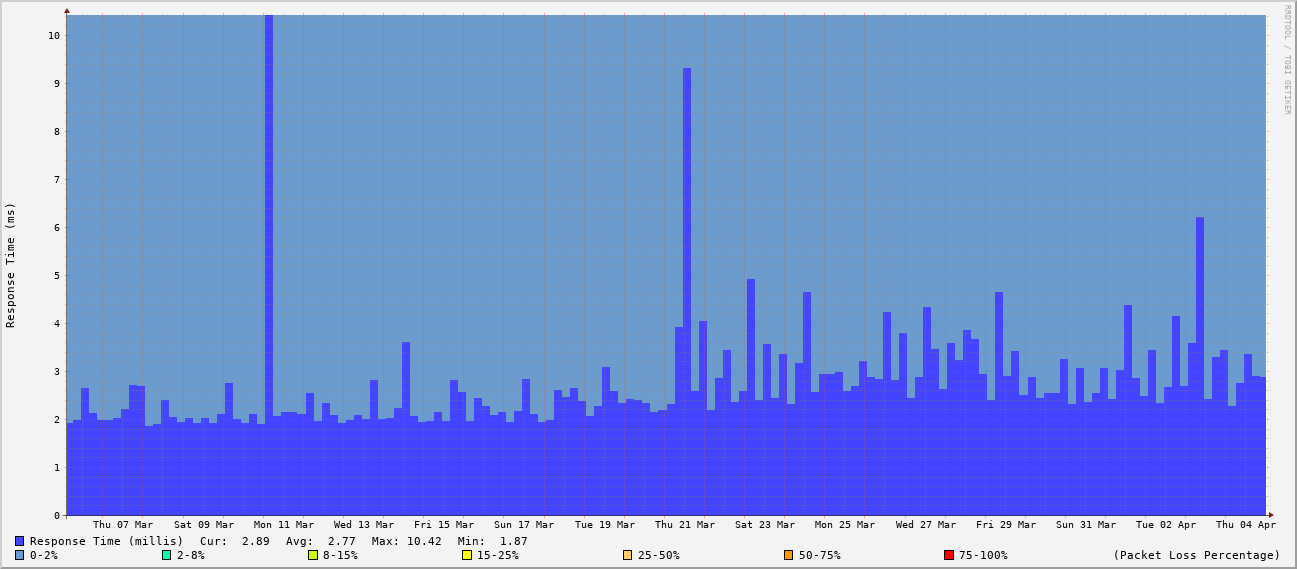 RRDTOOL / TOBI OETIKER
Response Time (ms)
10
9
8
7
6
5
4
3
2
1
0
Thu 07 Mar Sat 09 Mar Mon 11 Mar Wed 13 Mar Fri 15 Mar Sun 17 Mar Tue 19 Mar Thu 21 Mar Sat 23 Mar Mon 25 Mar Wed 27 Mar Fri 29 Mar Sun 31 Mar Tue 02 Apr Thu 04 Apr
Response Time (millis) Cur: 2.89 Avg: 2.77 Max: 10.42 Min: 1.87
0-2% 2-8% 8-15% 15-25% 25-50% 50-75% 75-100% (Packet Loss Percentage)